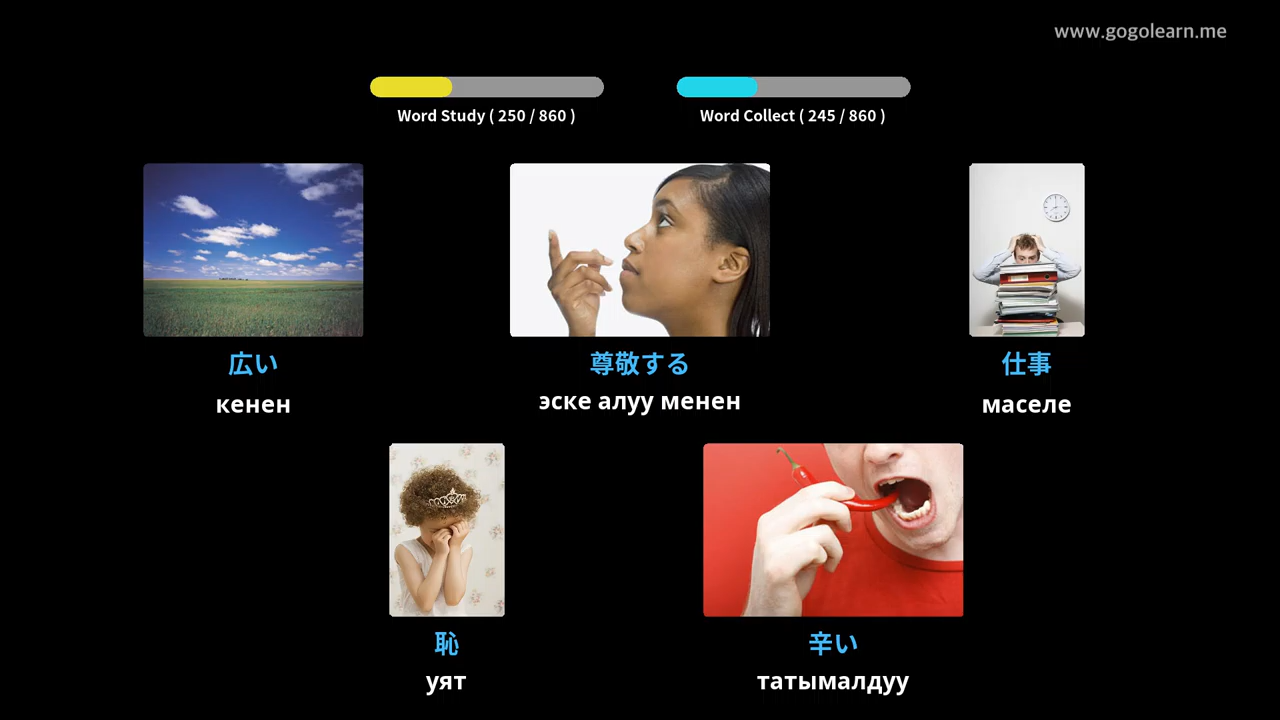 www.gogolearn.me
Word Study ( 250 / 860 )
Word Collect ( 245 / 860 )
広い
кенен
尊敬する
эске алуу менен
仕事
маселе
恥
уят
辛い
татымалдуу